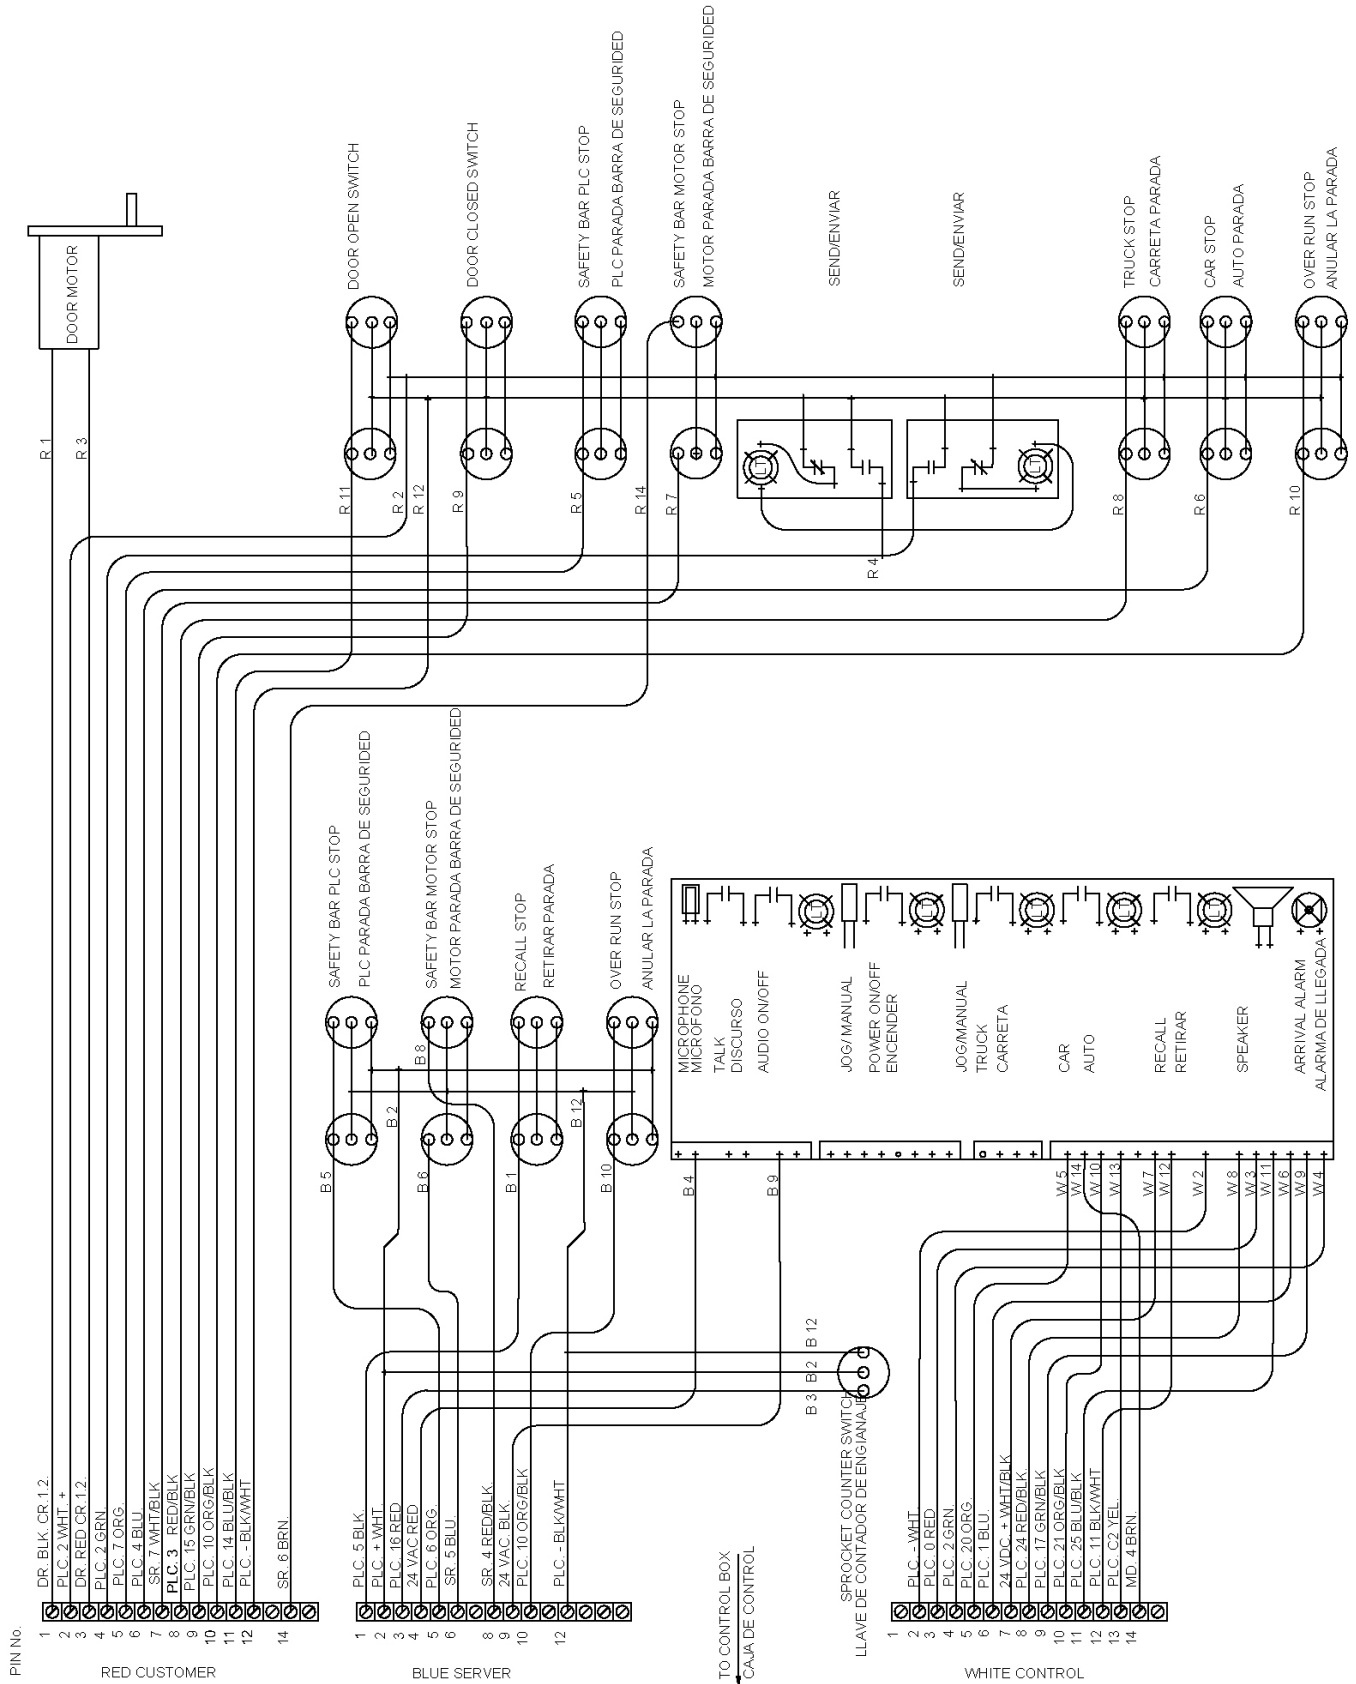 DOOR MOTOR
R 1
R 3
DOOR OPEN SWITCH
DOOR CLOSED SWITCH
SAFETY BAR PLC STOP
PLC PARADA BARRA DE SEGURIDED
SAFETY BAR MOTOR STOP
MOTOR PARADA BARRA DE SEGURIDED
SEND/ENVIAR
SEND/ENVIAR
TRUCK STOP
CARRETA PARADA
CAR STOP
AUTO PARADA
OVER RUN STOP
ANULAR LA PARADA
LT
LT
R 11
R 2
R 12
R 9
R 5
R 14
R 7
R 4
R 8
R 6
R 10
SAFETY BAR PLC STOP
PLC PARADA BARRA DE SEGURIDED
SAFETY BAR MOTOR STOP
MOTOR PARADA BARRA DE SEGURIDED
RECALL STOP
RETIRAR PARADA
OVER RUN STOP
ANULAR LA PARADA
B 8
B 2
B 12
B 5
B 6
B 1
B 10
LT
LT
LT
LT
LT
MICROPHONE
MICROFONO
TALK
DISCURSO
AUDIO ON/OFF
JOG/ MANUAL
POWER ON/OFF
ENCENDER
JOG/MANUAL
TRUCK
CARRETA
CAR
AUTO
RECALL
RETIRAR
SPEAKER
ARRIVAL ALARM
ALARMA DE LLEGADA
B 4
B 9
W 5
W 14
W 10
W 13
W 7
W 12
W 2
W 8
W 3
W 11
W 6
W 9
W 4
B 3
B 2
B 12
SPROCKET COUNTER SWITCH
LLAVE DE CONTADOR DE ENGIANAJE
PIN No.
1 DR. BLK. CR.1.2.
2 PLC. 2 WHT. +
3 DR. RED CR.1.2.
4 PLC. 2 GRN.
5 PLC. 7 ORG.
6 PLC. 4 BLU.
7 SR. 7 WHT/BLK
8 PLC. 3 RED/BLK
9 PLC. 15 GRN/BLK
10 PLC. 10 ORG/BLK
11 PLC. 14 BLU/BLK
12 PLC. - BLK/WHT
14 SR. 6 BRN.
RED CUSTOMER
1 PLC. 5 BLK.
2 PLC. + WHT.
3 PLC. 16 RED
4 24 VAC RED
5 PLC. 6 ORG.
6 SR. 5 BLU.
8 SR. 4 RED/BLK.
9 24 VAC. BLK.
10 PLC. 10 ORG/BLK
12 PLC. - BLK/WHT
BLUE SERVER
TO CONTROL BOX
CAJA DE CONTROL
1
2 PLC. - WHT.
3 PLC. 0 RED
4 PLC. 2 GRN.
5 PLC. 20 ORG.
6 PLC. 1 BLU.
7 24 VDC. + WHT/BLK
8 PLC. 24 RED/BLK.
9 PLC. 17 GRN/BLK
10 PLC. 21 ORG/BLK
11 PLC. 25 BLU/BLK
12 PLC. 11 BLK/WHT
13 PLC. C2 YEL.
14 MD. 4 BRN.
WHITE CONTROL